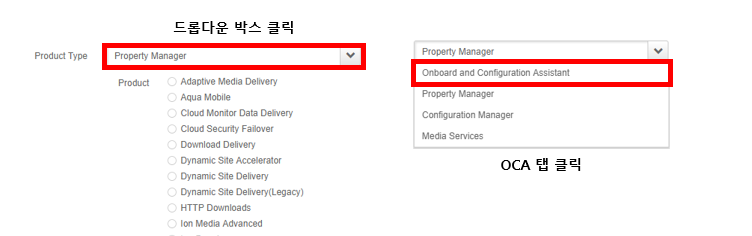 드롭다운 박스 클릭
Product Type
Property Manager
Product
Adaptive Media Delivery
Aqua Mobile
Cloud Monitor Data Delivery
Cloud Security Failover
Download Delivery
Dynamic Site Accelerator
Dynamic Site Delivery
Dynamic Site Delivery(Legacy)
HTTP Downloads
Ion Media Advanced
Property Manager
Onboard and Configuration Assistant
Property Manager
Configuration Manager
Media Services
OCA 탭 클릭